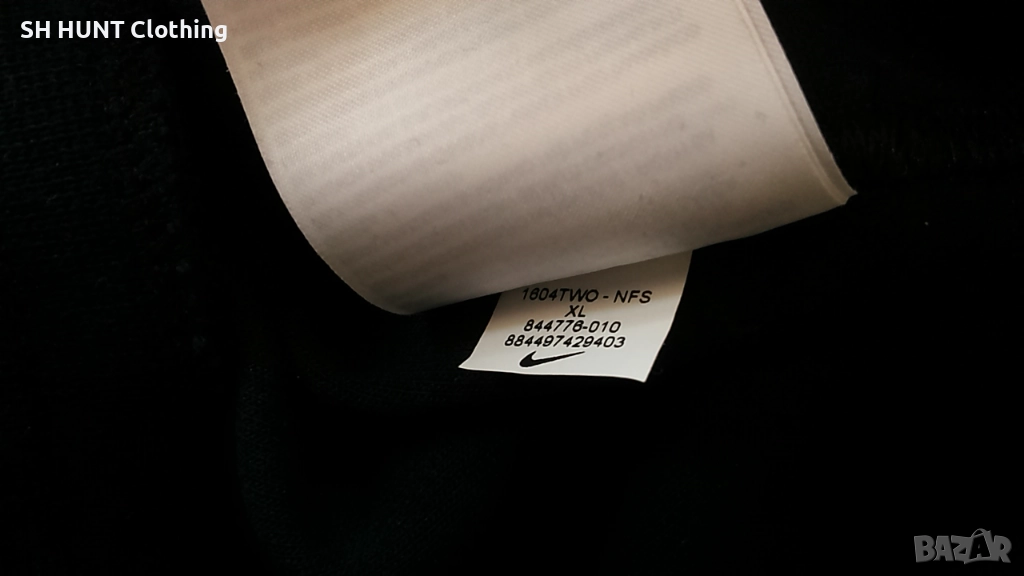 SH HUNT Clothing
1604TWO - NFS
XL
844776-010
884497429403
BAZAR